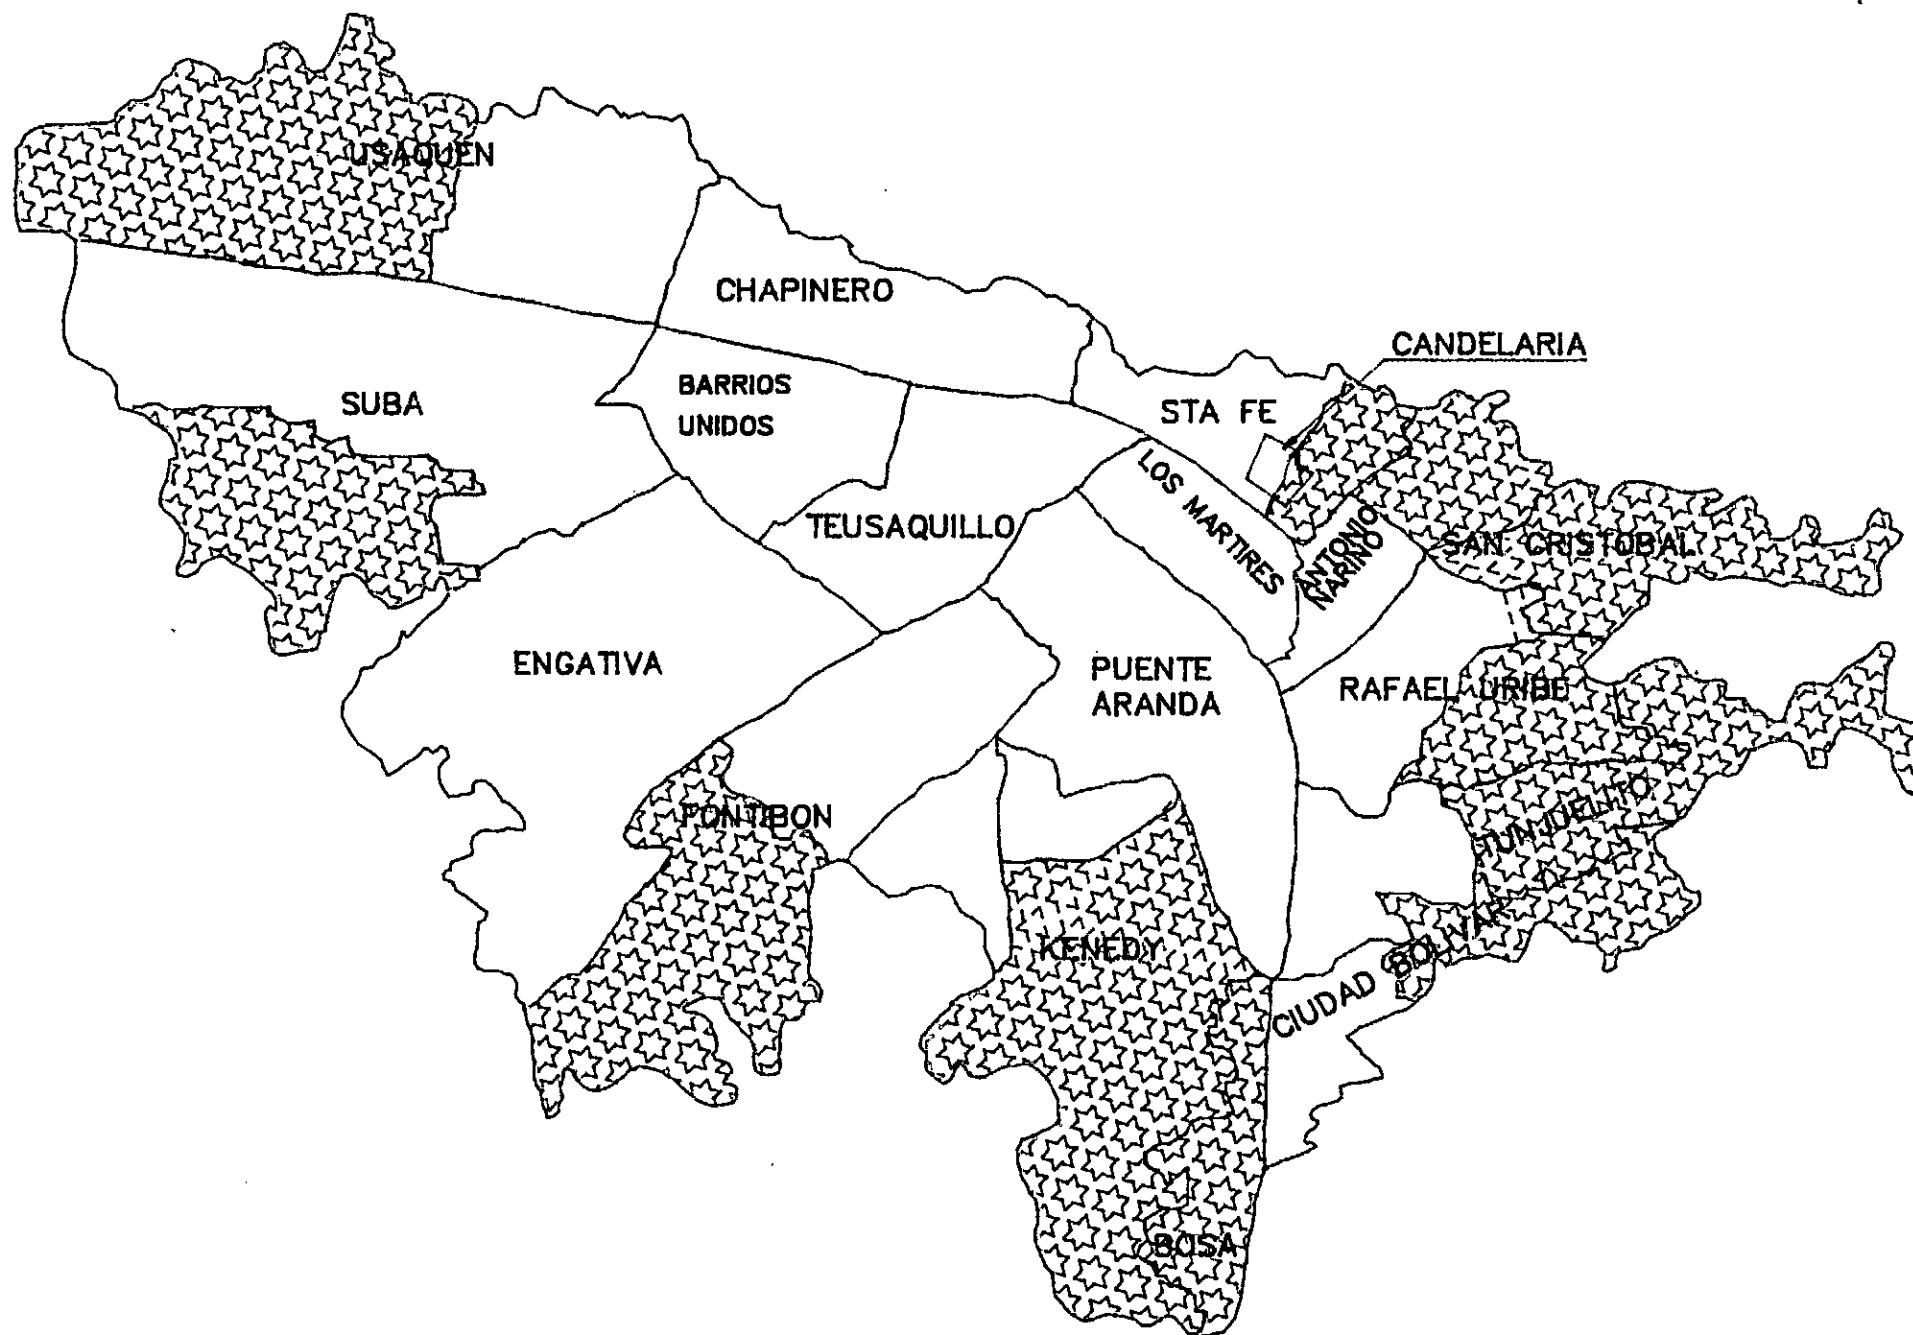 USAQUEN
CHAPINERO
CANDELARIA
BARRIOS
UNIDOS
SUBA
STA FE
LOS MARTIRES
TEUSAQUILLO
ANTONIO
NARINO
SAN CRISTOBAL
ENGATIVA
PUENTE
ARANDA
RAFAEL URIBE
FONTIBON
TUNJUELITO
KENEDY
CIUDAD BOLIVAR
BOSA